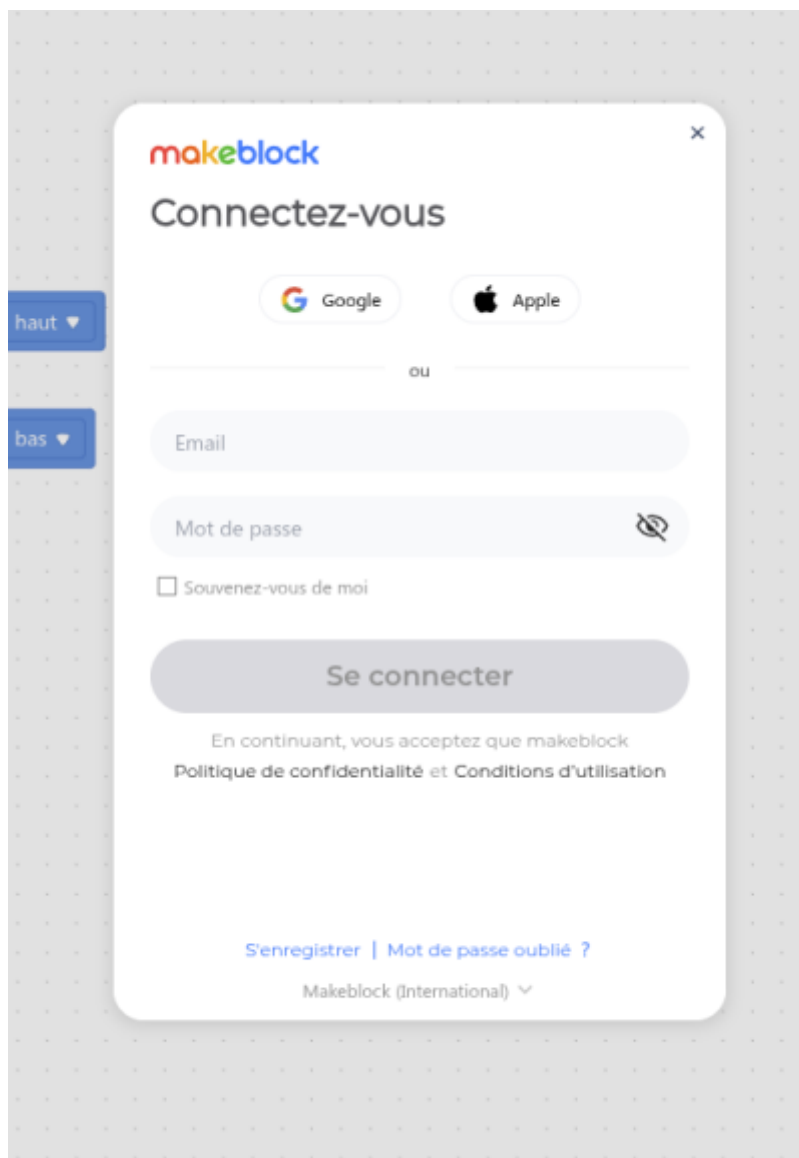 makeblock
Connectez-vous
Google
Apple
haut
ou
bas
Email
Mot de passe
Souvenez-vous de moi
Se connecter
En continuant, vous acceptez que makeblock
Politique de confidentialité et Conditions d'utilisation
S'enregistrer | Mot de passe oublié ?
Makeblock (International)